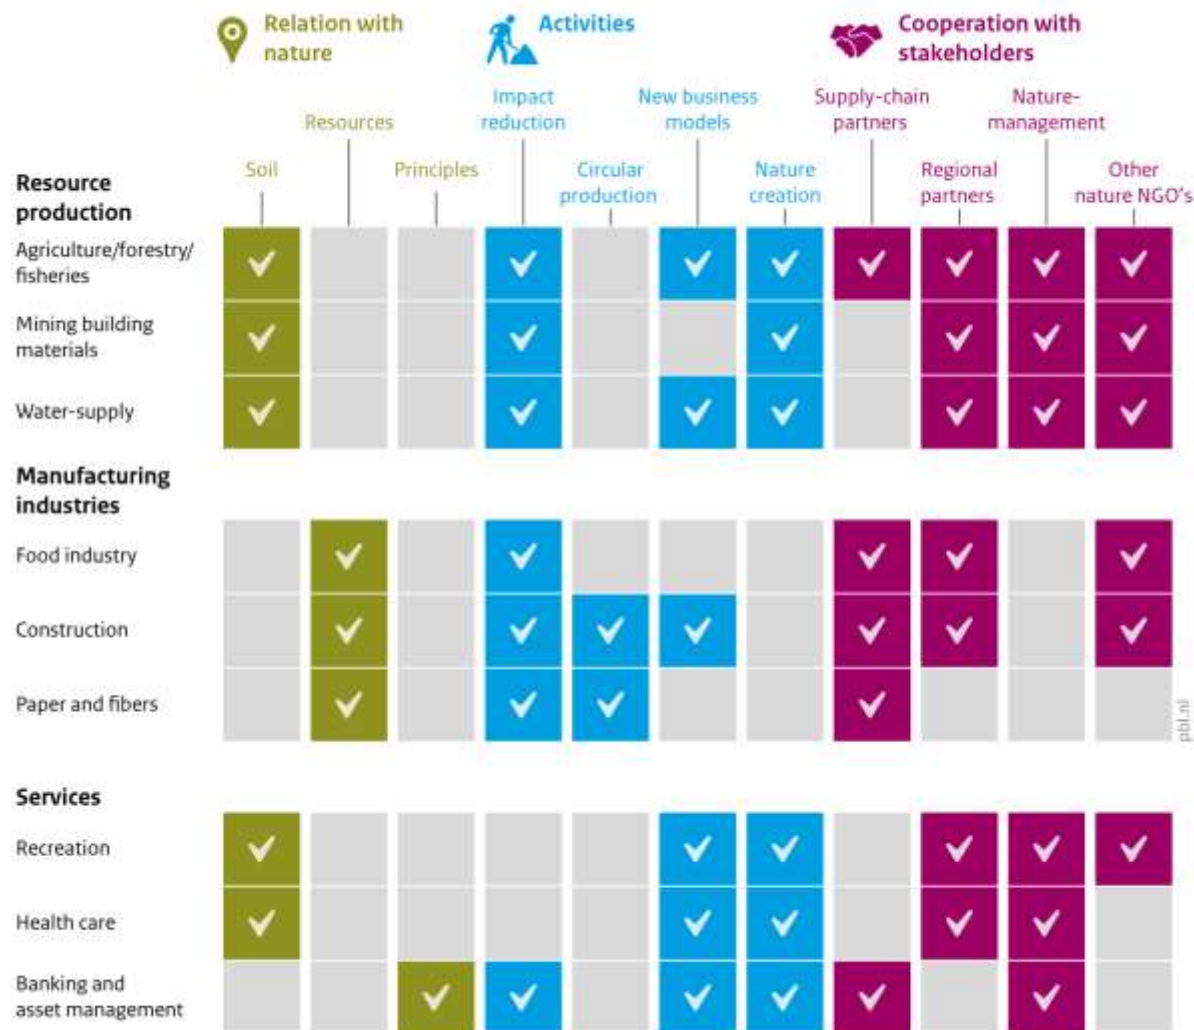 Relation with
nature
Activities
Cooperation with
stakeholders
Impact
reduction
New business
models
Supply-chain
partners
Nature-
management
Resources
Soil
Principles
Circular
production
Nature
creation
Regional
partners
Other
nature NGO's
Resource
production
Agriculture/forestry/
fisheries
Mining building
materials
Water-supply
Manufacturing
industries
Food industry
Construction
Paper and fibers
pbl.nl
Services
Recreation
Health care
Banking and
asset management